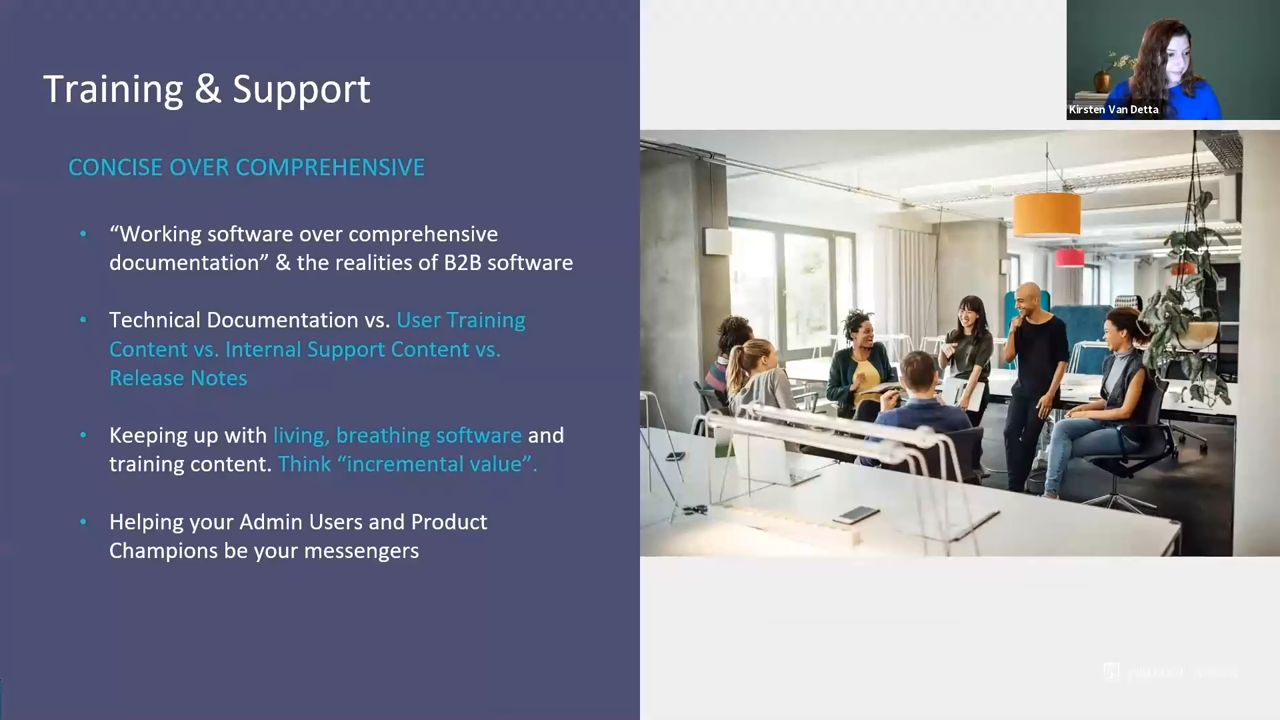 Training & Support
CONCISE OVER COMPREHENSIVE
“Working software over comprehensive
documentation” & the realities of B2B software
Technical Documentation vs. User Training
Content vs. Internal Support Content vs.
Release Notes
Keeping up with living, breathing software and
training content. Think “incremental value”.
Helping your Admin Users and Product
Champions be your messengers
Kirsten Van Detta